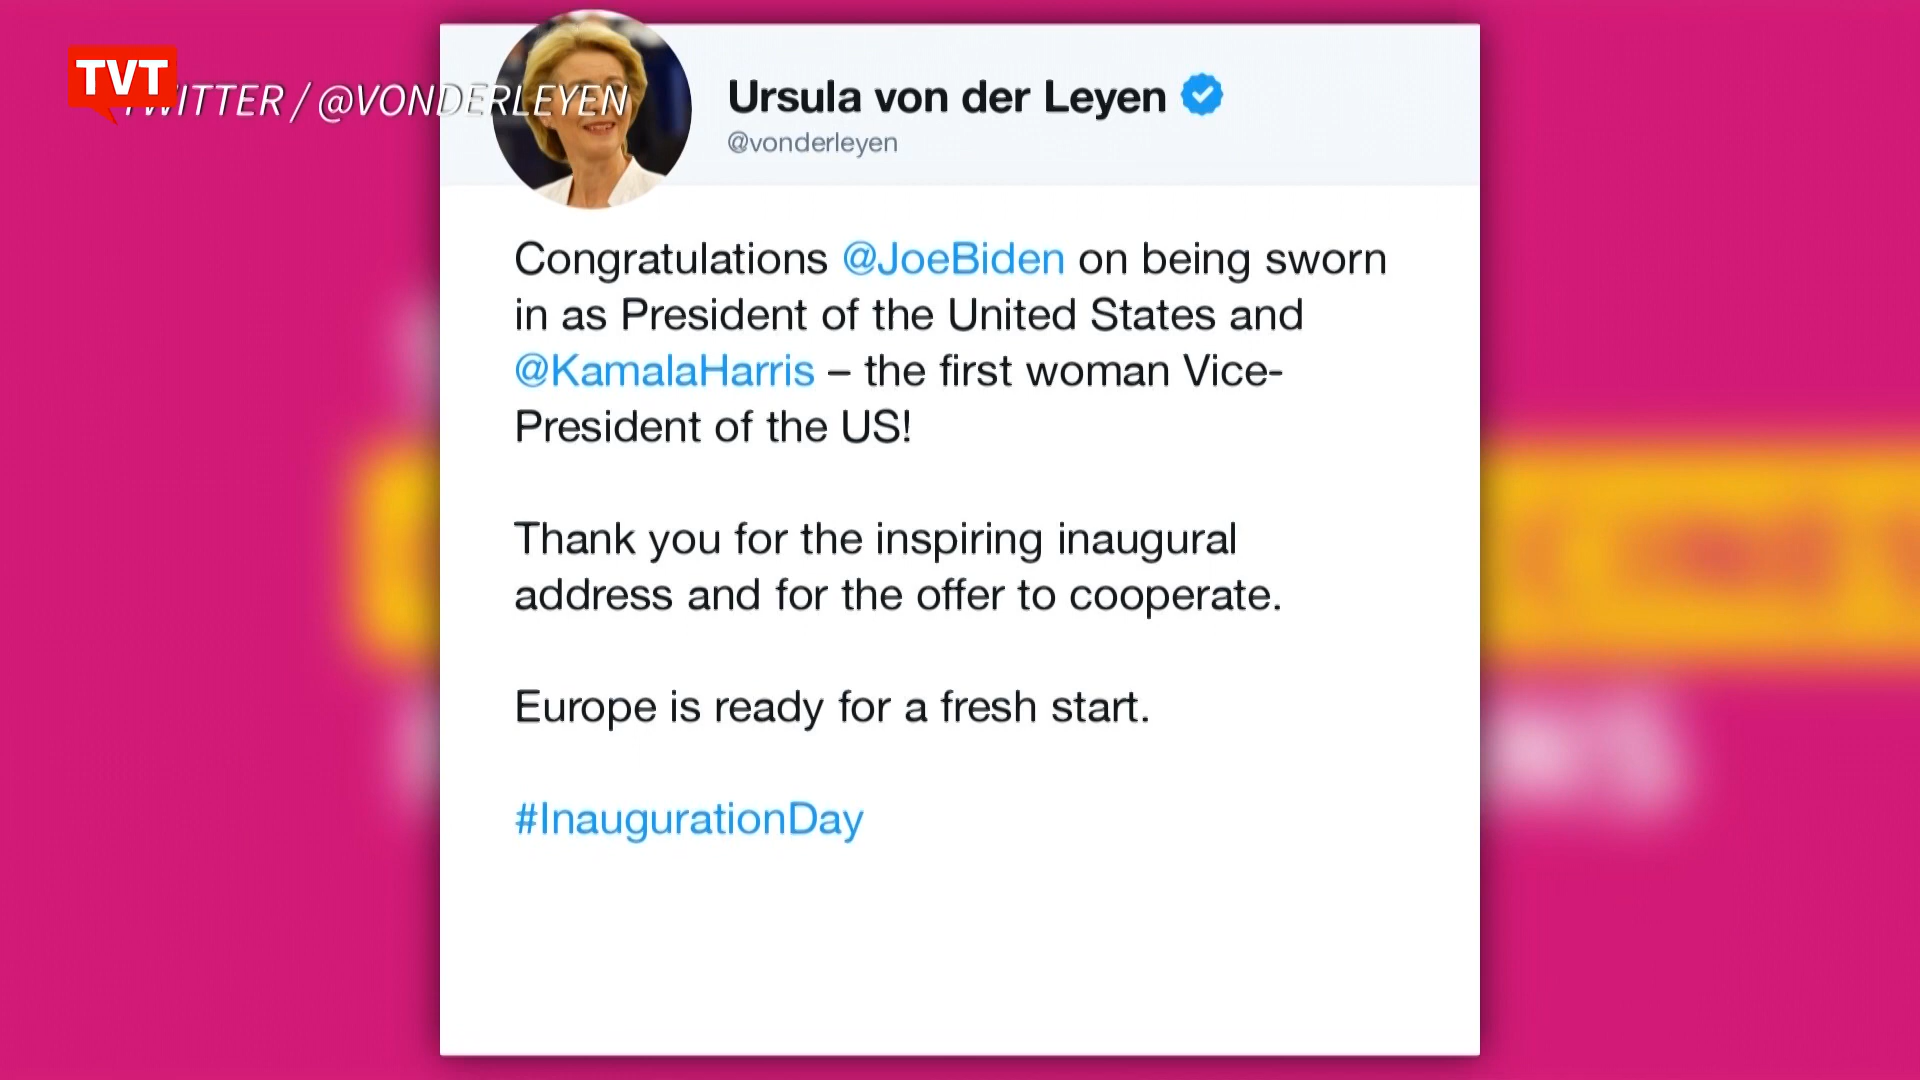 TVT
TWITTER / @VONDERLEYEN
Ursula von der Leyen
@vonderleyen
Congratulations @JoeBiden on being sworn
in as President of the United States and
@KamalaHarris – the first woman Vice-
President of the US!
Thank you for the inspiring inaugural
address and for the offer to cooperate.
Europe is ready for a fresh start.
#InaugurationDay